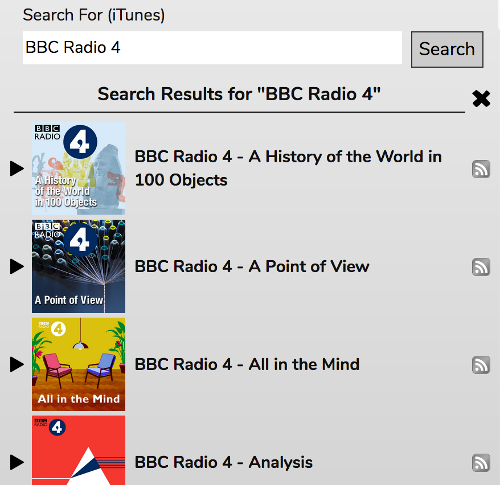 Search For (iTunes)
BBC Radio 4
Search
Search Results for "BBC Radio 4"
BBC
RADIO
4
A History
of the World
in 100 Objects
BBC Radio 4 - A History of the World in
100 Objects
BBC
RADIO
4
A Point of View
BBC Radio 4 - A Point of View
BBC
RADIO
4
All in the Mind
BBC Radio 4 - All in the Mind
BBC
RADIO
4
BBC Radio 4 - Analysis